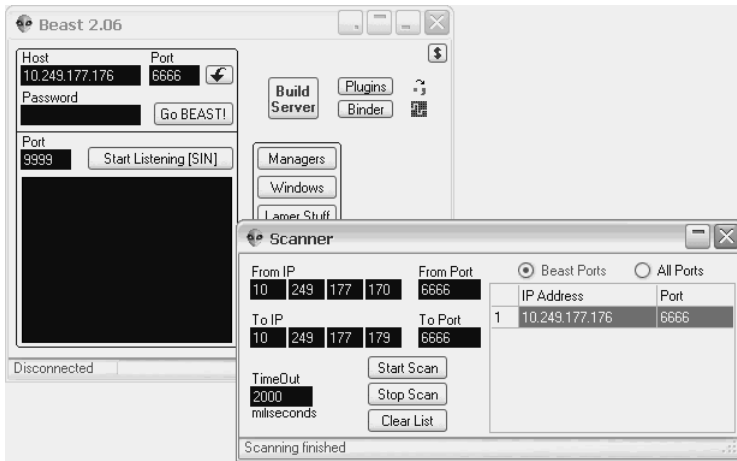 Beast 2.06
Host Port
10.249.177.176 6666
Password
Go BEAST!
Port
9999 Start Listening [SIN]
$
Build Server
Plugins
Binder
Managers
Windows
Lamer Stuff
Disconnected
Scanner
From IP From Port
10 249 177 170 6666
To IP To Port
10 249 177 179 6666
TimeOut
2000
miliseconds
Start Scan
Stop Scan
Clear List
Beast Ports All Ports
IP Address Port
1 10.249.177.176 6666
Scanning finished